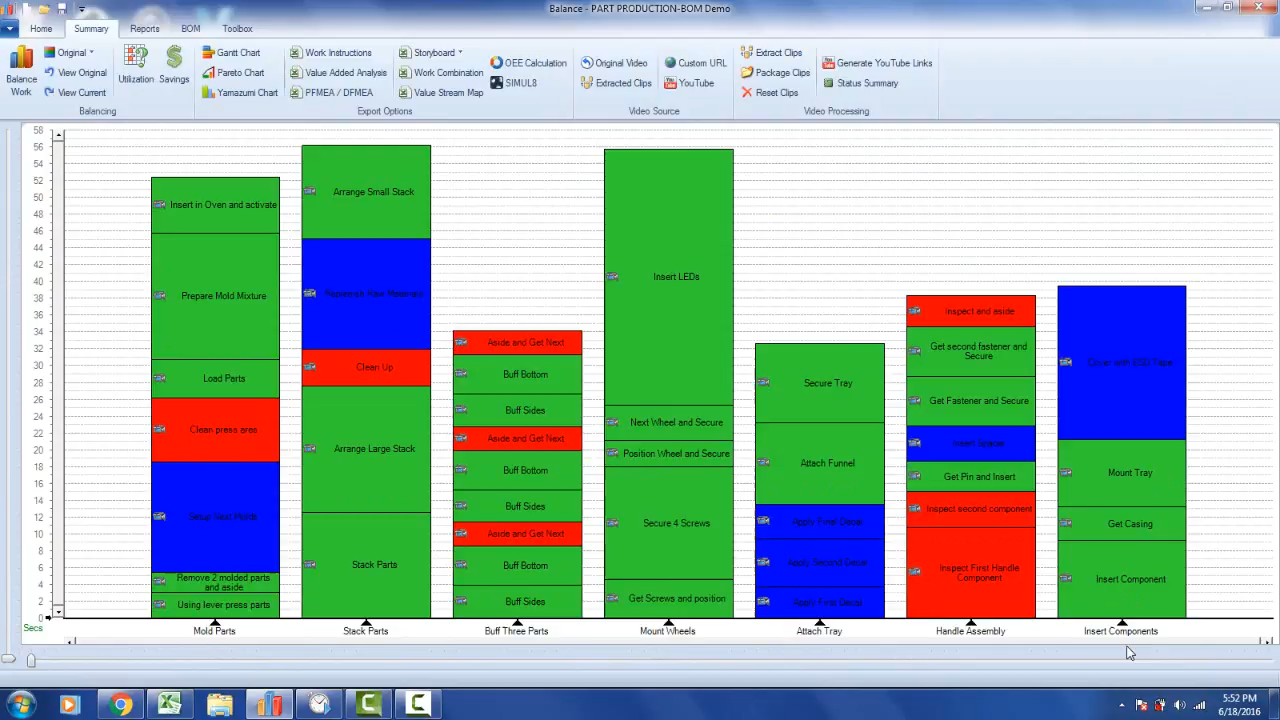 Balance - PART PRODUCTION-BOM Demo
Home Summary Reports BOM Toolbox
Balance Work
Original
View Original
View Current
Utilization
Savings
Balancing
Gantt Chart
Pareto Chart
Yamazumi Chart
Work Instructions
Value Added Analysis
PFMEA / DFMEA
Storyboard
Work Combination
Value Stream Map
OEE Calculation
SIMUL8
Export Options
Original Video
Extracted Clips
Custom URL
YouTube
Video Source
Extract Clips
Package Clips
Reset Clips
Generate YouTube Links
Status Summary
Video Processing
58
56
54
52
50
48
46
44
42
40
38
36
34
32
30
28
26
24
22
20
18
16
14
12
10
8
6
4
2
0
Secs
Insert in Oven and activate
Prepare Mold Mixture
Load Parts
Clean press area
Setup Next Molds
Remove 2 molded parts
and aside
Using lever press parts
Mold Parts
Arrange Small Stack
Replenish Raw Materials
Clean Up
Arrange Large Stack
Stack Parts
Stack Parts
Aside and Get Next
Buff Bottom
Buff Sides
Aside and Get Next
Buff Bottom
Buff Sides
Aside and Get Next
Buff Bottom
Buff Sides
Buff Three Parts
Insert LEDs
Next Wheel and Secure
Position Wheel and Secure
Secure 4 Screws
Get Screws and position
Mount Wheels
Secure Tray
Attach Funnel
Apply Final Decal
Apply Second Decal
Apply First Decal
Attach Tray
Inspect and aside
Get second fastener and
Secure
Get Fastener and Secure
Insert Spacer
Get Pin and Insert
Inspect second component
Inspect First Handle
Component
Handle Assembly
Cover with ESD Tape
Mount Tray
Get Casing
Insert Component
Insert Components
5:52 PM
6/18/2016